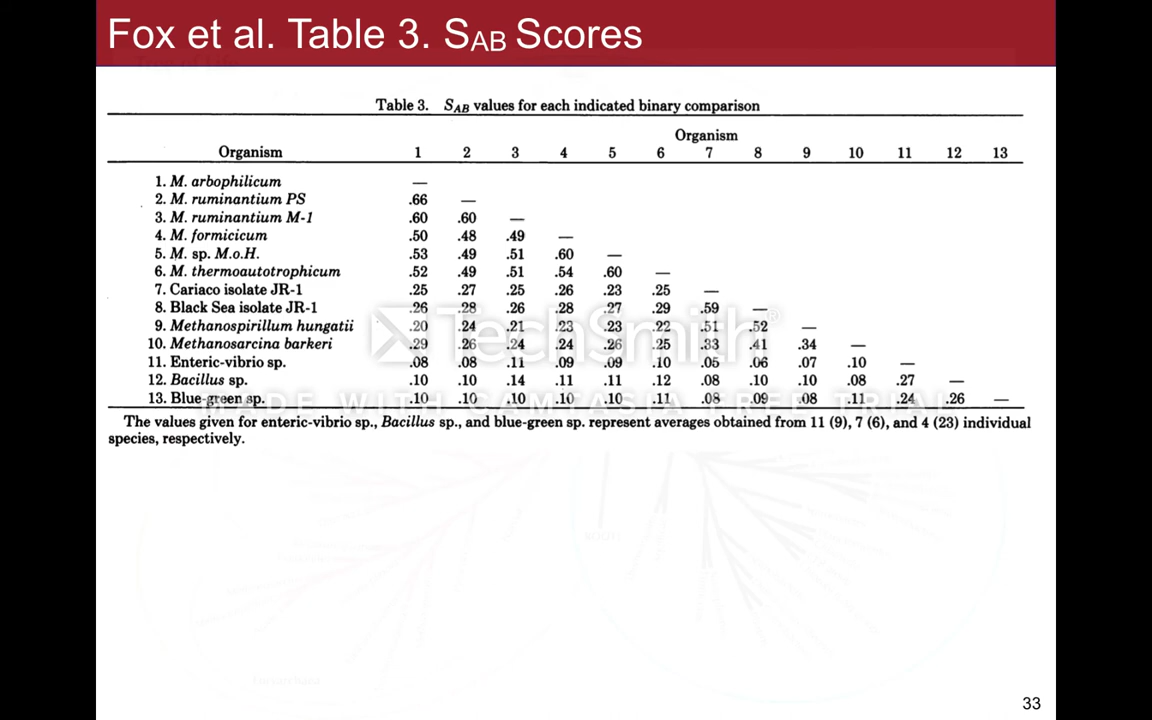 Fox et al. Table 3. SAB Scores
Table 3. SAB values for each indicated binary comparison
Organism
Organism 1 2 3 4 5 6 7 8 9 10 11 12 13
1. M. arbophilicum —
2. M. ruminantium PS .66 —
3. M. ruminantium M-1 .60 .60 —
4. M. formicicum .50 .48 .49 —
5. M. sp. M.o.H. .53 .49 .51 .60 —
6. M. thermoautotrophicum .52 .49 .51 .54 .60 —
7. Cariaco isolate JR-1 .25 .27 .25 .26 .23 .25 —
8. Black Sea isolate JR-1 .26 .28 .26 .28 .27 .29 .59 —
9. Methanospirillum hungatii .20 .24 .21 .23 .23 .22 .51 .52 —
10. Methanosarcina barkeri .29 .26 .24 .24 .26 .25 .33 .41 .34 —
11. Enteric-vibrio sp. .08 .08 .11 .09 .09 .10 .05 .06 .07 .10 —
12. Bacillus sp. .10 .10 .14 .11 .11 .12 .08 .10 .10 .08 .27 —
13. Blue-green sp. .10 .10 .10 .10 .10 .11 .08 .09 .08 .11 .24 .26 —
The values given for enteric-vibrio sp., Bacillus sp., and blue-green sp. represent averages obtained from 11 (9), 7 (6), and 4 (23) individual
species, respectively.
TechSmith®
MADE WITH CAMTASIA FREE TRIAL
33